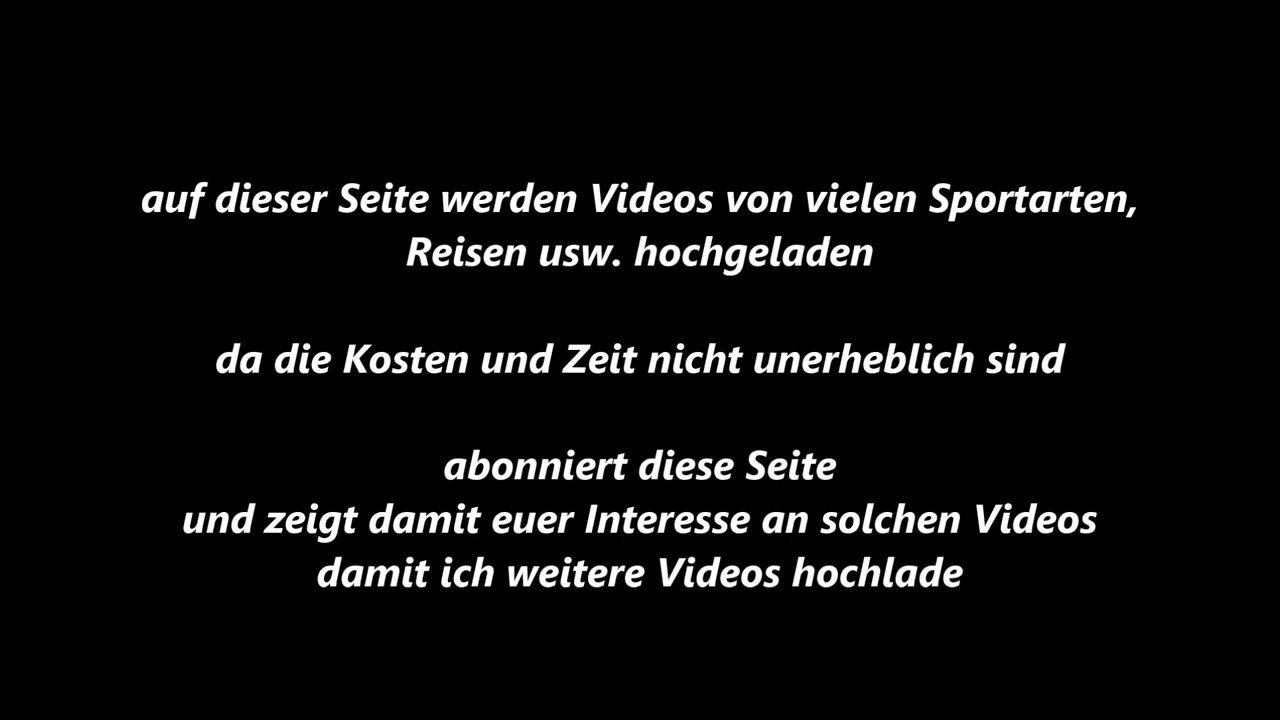 auf dieser Seite werden Videos von vielen Sportarten,
Reisen usw. hochgeladen
da die Kosten und Zeit nicht unerheblich sind
abonniert diese Seite
und zeigt damit euer Interesse an solchen Videos
damit ich weitere Videos hochlade